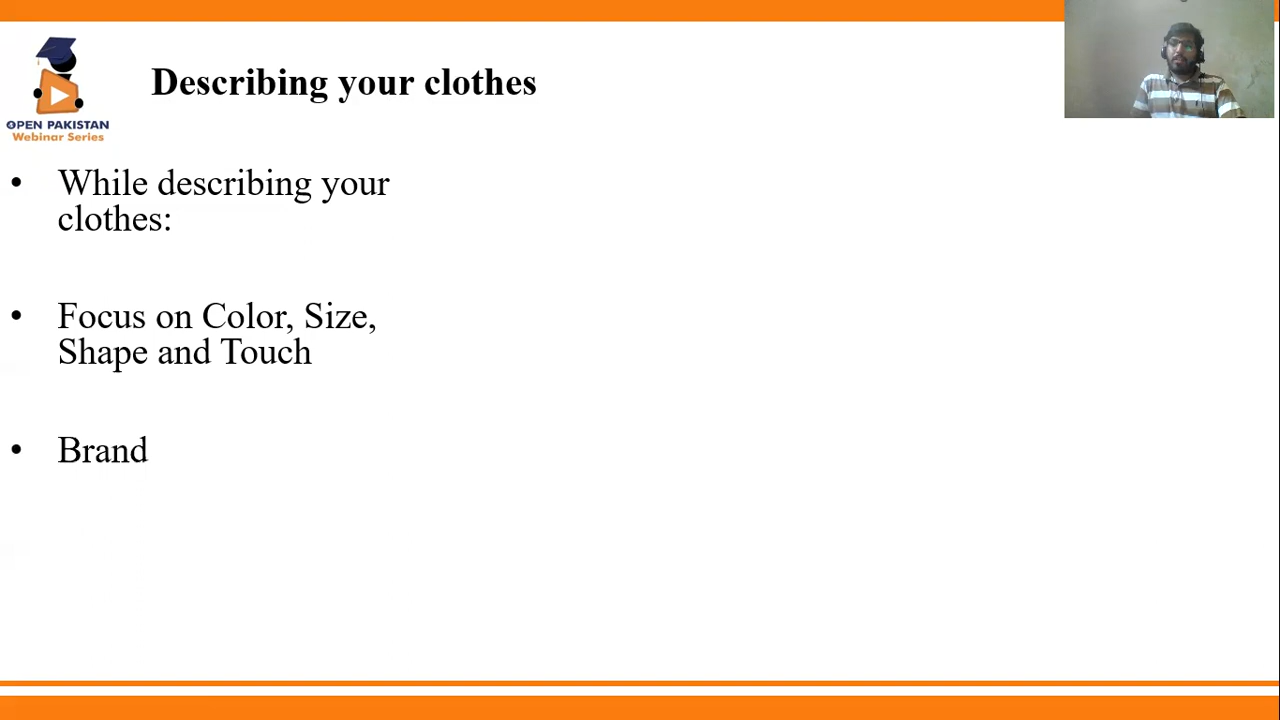 Describing your clothes
OPEN PAKISTAN
Webinar Series
• While describing your
clothes:
• Focus on Color, Size,
Shape and Touch
• Brand